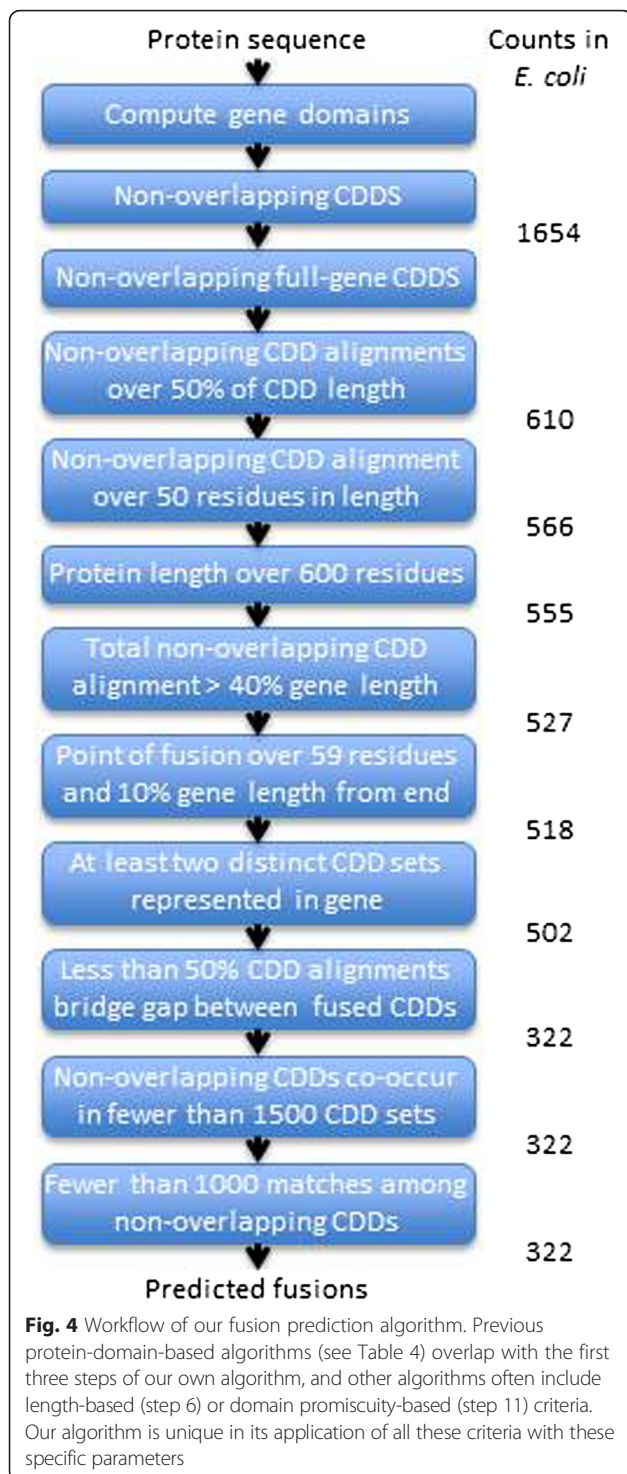 Protein sequence
Counts in
E. coli
Compute gene domains
Non-overlapping CDDS
1654
Non-overlapping full-gene CDDS
Non-overlapping CDD alignments
over 50% of CDD length
610
Non-overlapping CDD alignment
over 50 residues in length
566
Protein length over 600 residues
555
Total non-overlapping CDD
alignment > 40% gene length
527
Point of fusion over 59 residues
and 10% gene length from end
518
At least two distinct CDD sets
represented in gene
502
Less than 50% CDD alignments
bridge gap between fused CDDs
322
Non-overlapping CDDs co-occur
in fewer than 1500 CDD sets
322
Fewer than 1000 matches among
non-overlapping CDDs
322
Predicted fusions
Fig. 4 Workflow of our fusion prediction algorithm. Previous
protein-domain-based algorithms (see Table 4) overlap with the first
three steps of our own algorithm, and other algorithms often include
length-based (step 6) or domain promiscuity-based (step 11) criteria.
Our algorithm is unique in its application of all these criteria with these
specific parameters